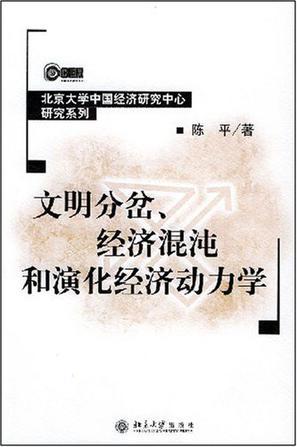 北京大学中国经济研究中心
研究系列
■ 陈 平/著
文明分岔、
经济混沌
和演化经济动力学
北京大学出版社